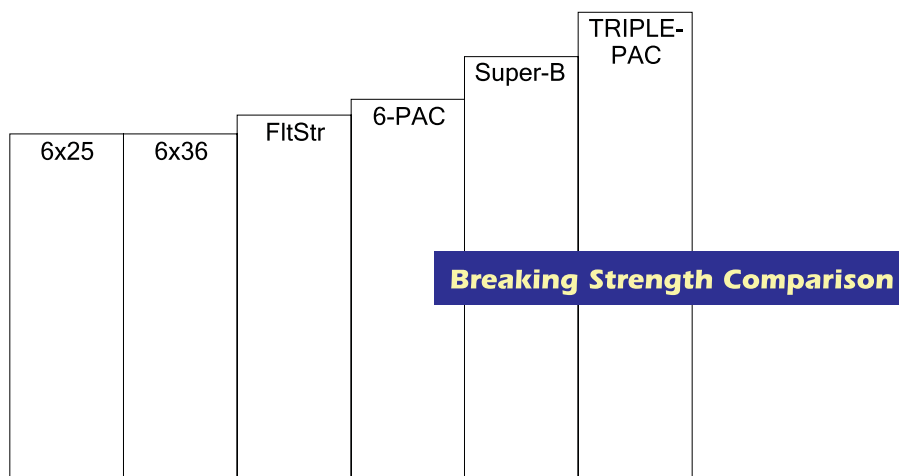 TRIPLE-
PAC
Super-B
6-PAC
FltStr
6x25
6x36
Breaking Strength Comparison